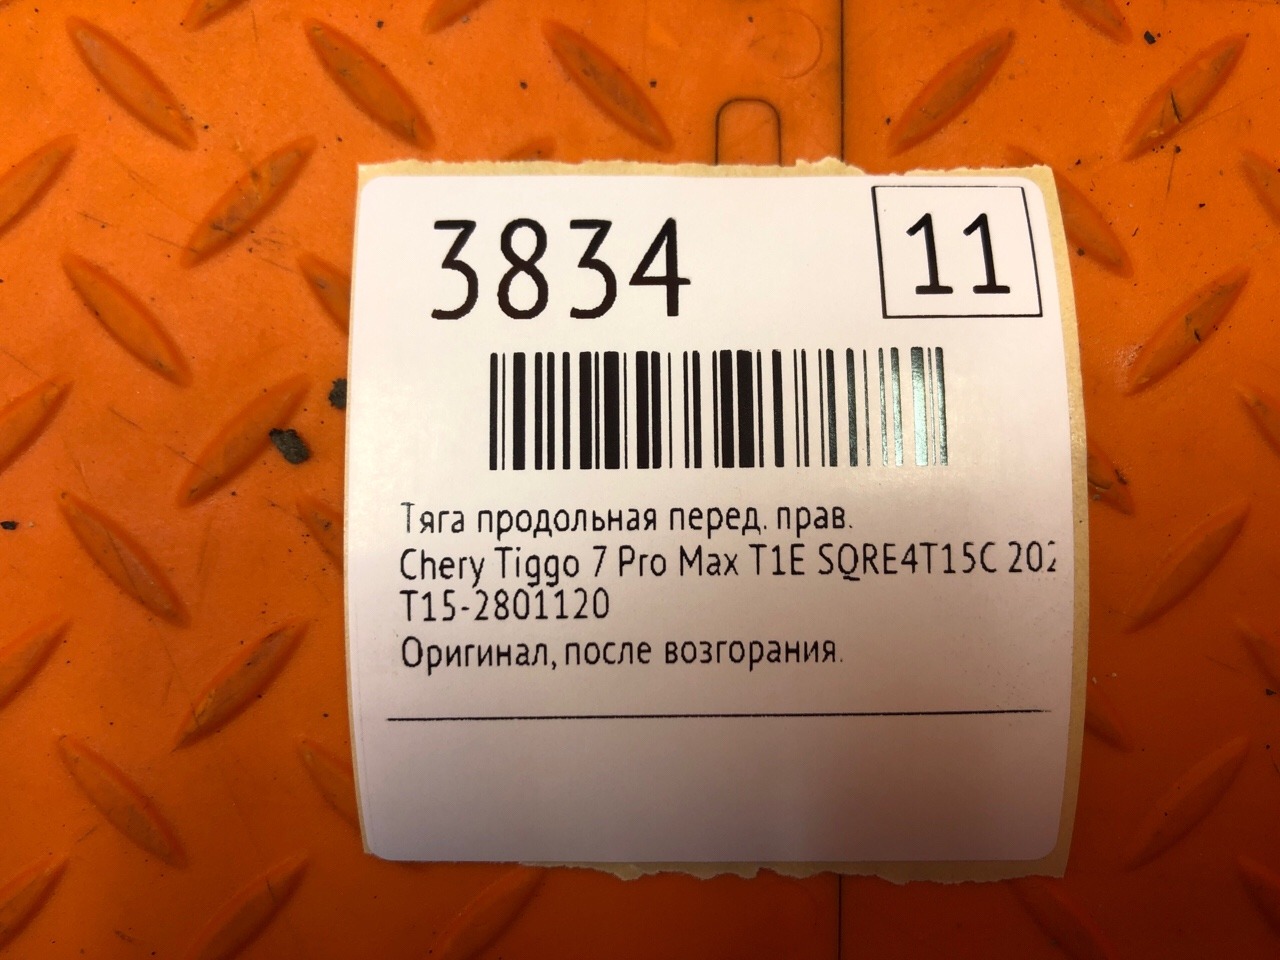 3834
11
Тяга продольная перед. прав.
Chery Tiggo 7 Pro Max T1E SQRE4T15C 202
T15-2801120
Оригинал, после возгорания.